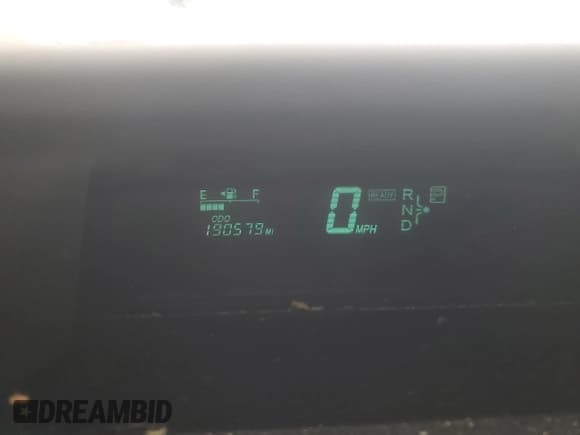 E F
ODO
190579 MI
0 MPH
READY
R
N
D
DREAMBID